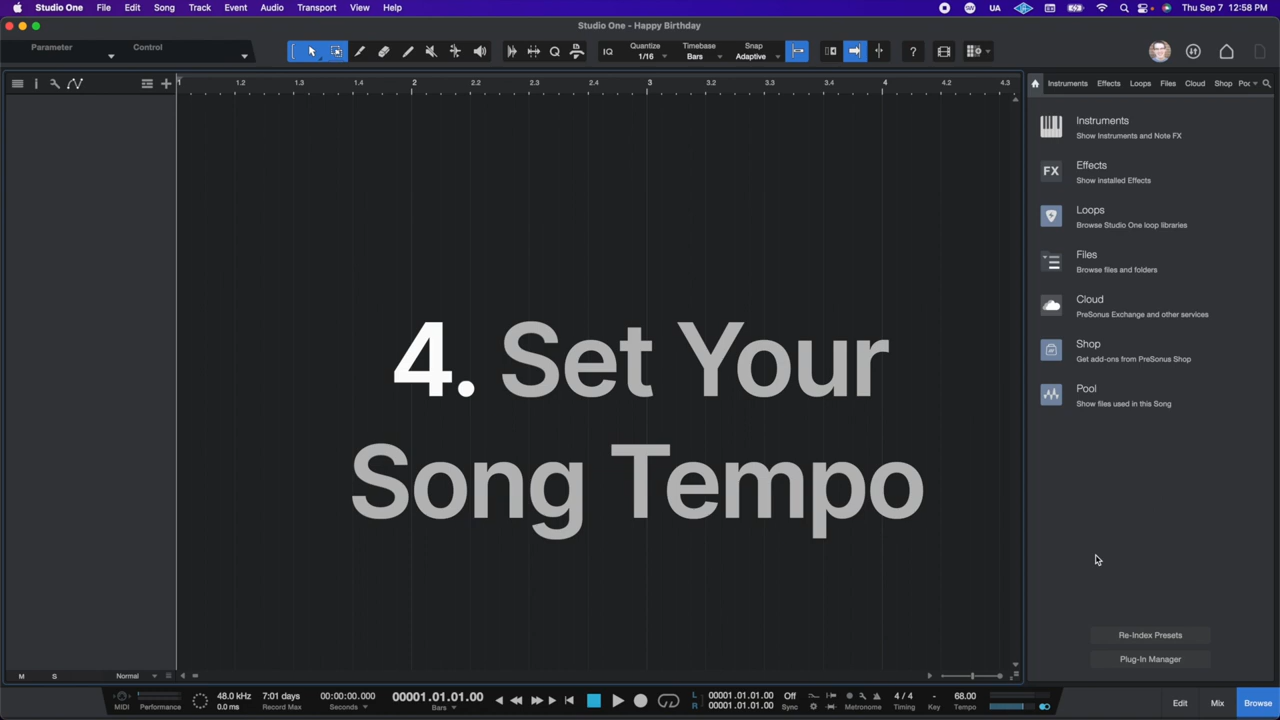 Studio One File Edit Song Track Event Audio Transport View Help UA Thu Sep 7 12:58 PM
Studio One - Happy Birthday
Parameter Control IQ Quantize 1/16 Timebase Bars Snap Adaptive ?
1 1.2 1.3 1.4 2 2.2 2.3 2.4 3 3.2 3.3 3.4 4 4.2 4.3
Instruments Effects Loops Files Cloud Shop Poo
Instruments
Show Instruments and Note FX
FX
Effects
Show installed Effects
Loops
Browse Studio One loop libraries
Files
Browse files and folders
Cloud
PreSonus Exchange and other services
Shop
Get add-ons from PreSonus Shop
Pool
Show files used in this Song
4. Set Your
Song Tempo
Re-Index Presets
Plug-In Manager
M S Normal
MIDI Performance
48.0 kHz
0.0 ms
7:01 days
Record Max
00:00:00.000
Seconds
00001.01.01.00
Bars
L 00001.01.01.00
R 00001.01.01.00
Off
Sync
Metronome
4 / 4
Timing
-
Key
68.00
Tempo
Edit Mix Browse